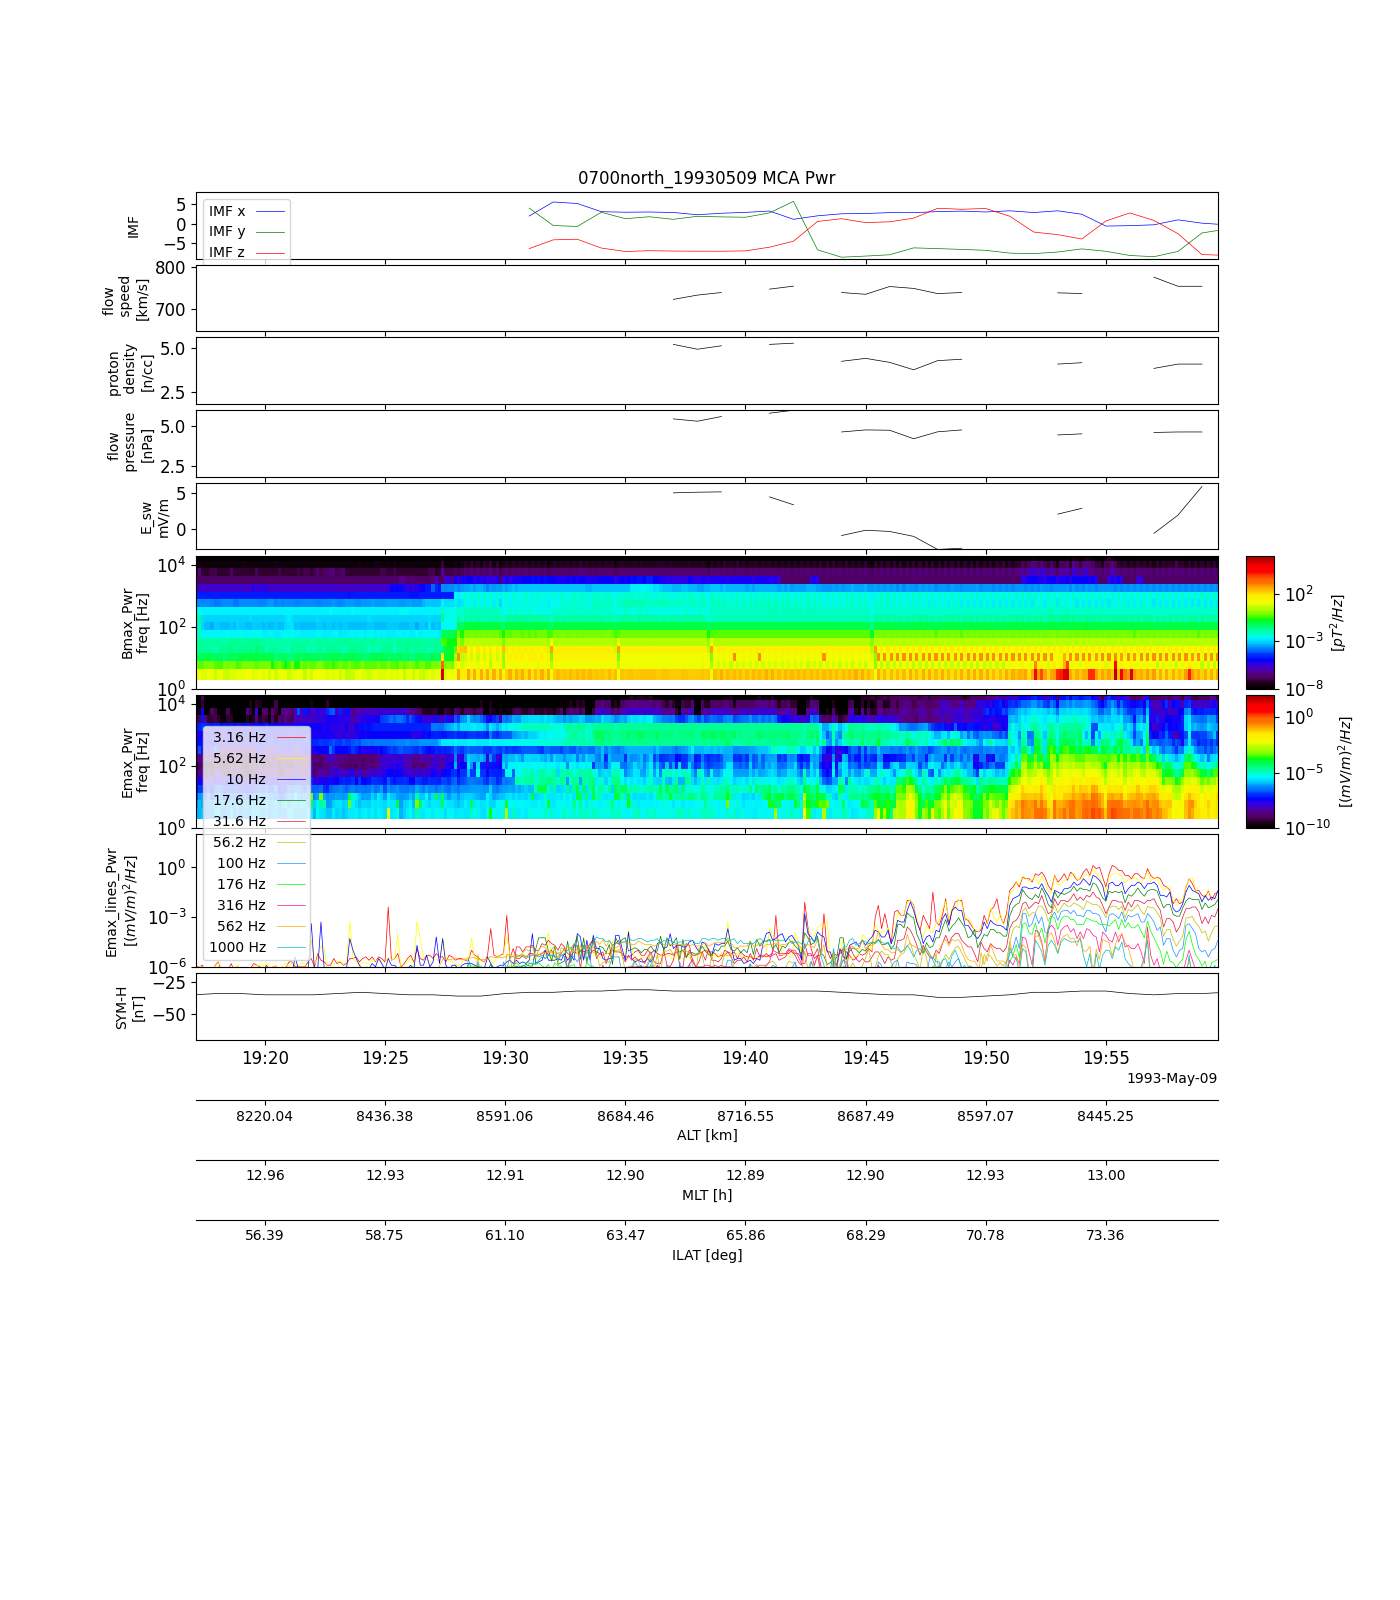 0700north_19930509 MCA Pwr
IMF
5
0
−5
IMF x
IMF y
IMF z
flow
speed
[km/s]
800
700
proton
density
[n/cc]
5.0
2.5
flow
pressure
[nPa]
5.0
2.5
E_sw
mV/m
5
0
Bmax_Pwr
freq [Hz]
10^4
10^2
10^0
10^2
10^−3
10^−8
[pT^2/Hz]
Emax_Pwr
freq [Hz]
10^4
10^2
10^0
10^0
10^−5
10^−10
[(mV/m)^2/Hz]
3.16 Hz
5.62 Hz
10 Hz
17.6 Hz
31.6 Hz
56.2 Hz
100 Hz
176 Hz
316 Hz
562 Hz
1000 Hz
Emax_lines_Pwr
[(mV/m)^2/Hz]
10^0
10^−3
10^−6
SYM-H
[nT]
−25
−50
19:20 19:25 19:30 19:35 19:40 19:45 19:50 19:55
1993-May-09
8220.04 8436.38 8591.06 8684.46 8716.55 8687.49 8597.07 8445.25
ALT [km]
12.96 12.93 12.91 12.90 12.89 12.90 12.93 13.00
MLT [h]
56.39 58.75 61.10 63.47 65.86 68.29 70.78 73.36
ILAT [deg]